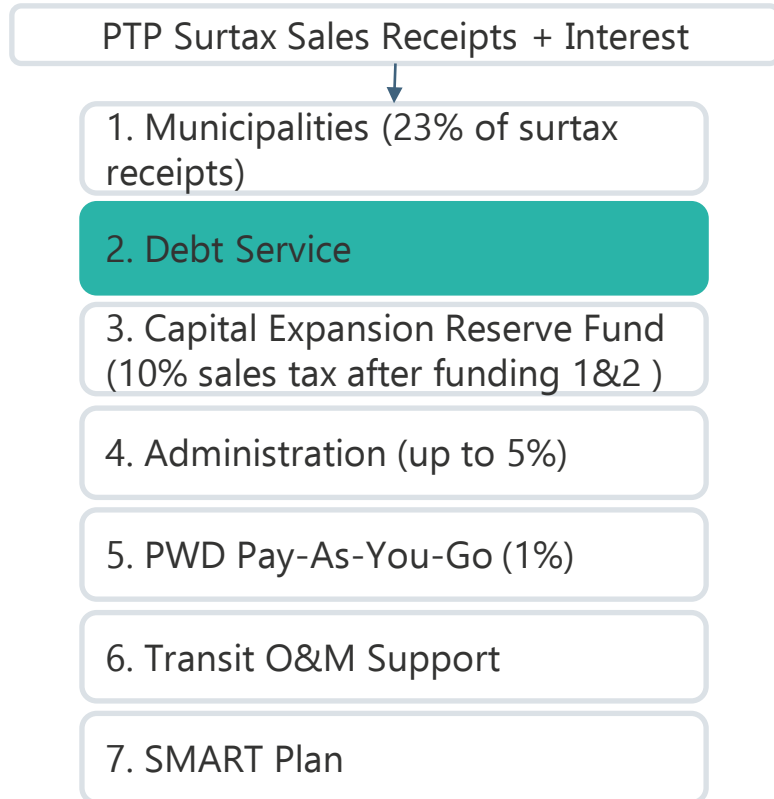 PTP Surtax Sales Receipts + Interest
1. Municipalities (23% of surtax
receipts)
2. Debt Service
3. Capital Expansion Reserve Fund
(10% sales tax after funding 1&2 )
4. Administration (up to 5%)
5. PWD Pay-As-You-Go (1%)
6. Transit O&M Support
7. SMART Plan